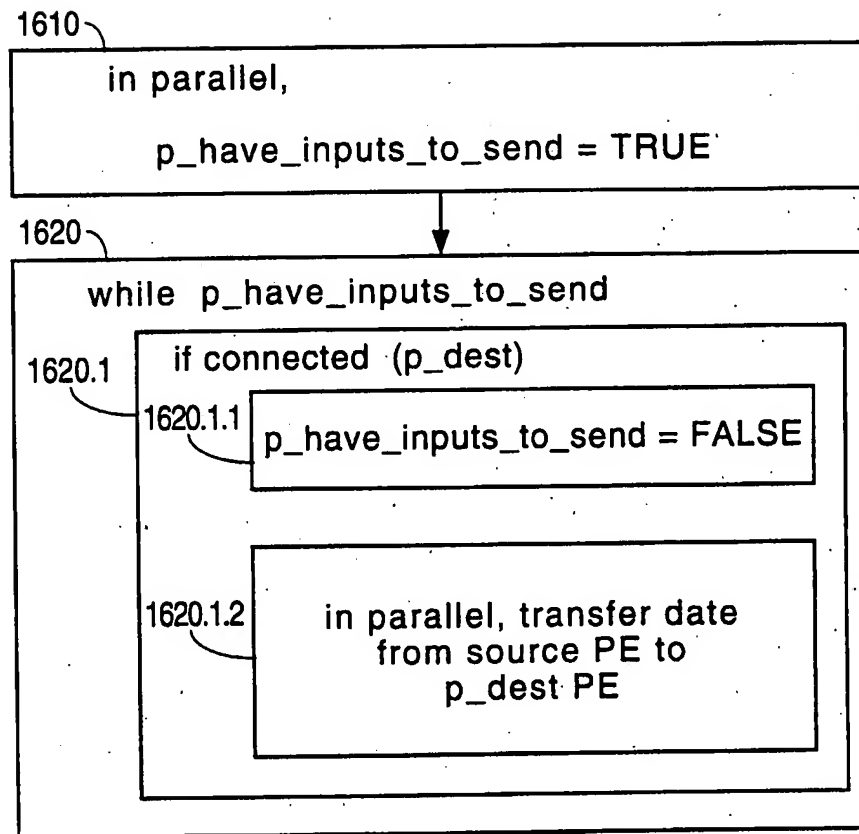 1610
in parallel,
p_have_inputs_to_send = TRUE
1620
while p_have_inputs_to_send
1620.1
if connected (p_dest)
1620.1.1
p_have_inputs_to_send = FALSE
1620.1.2
in parallel, transfer date
from source PE to
p_dest PE